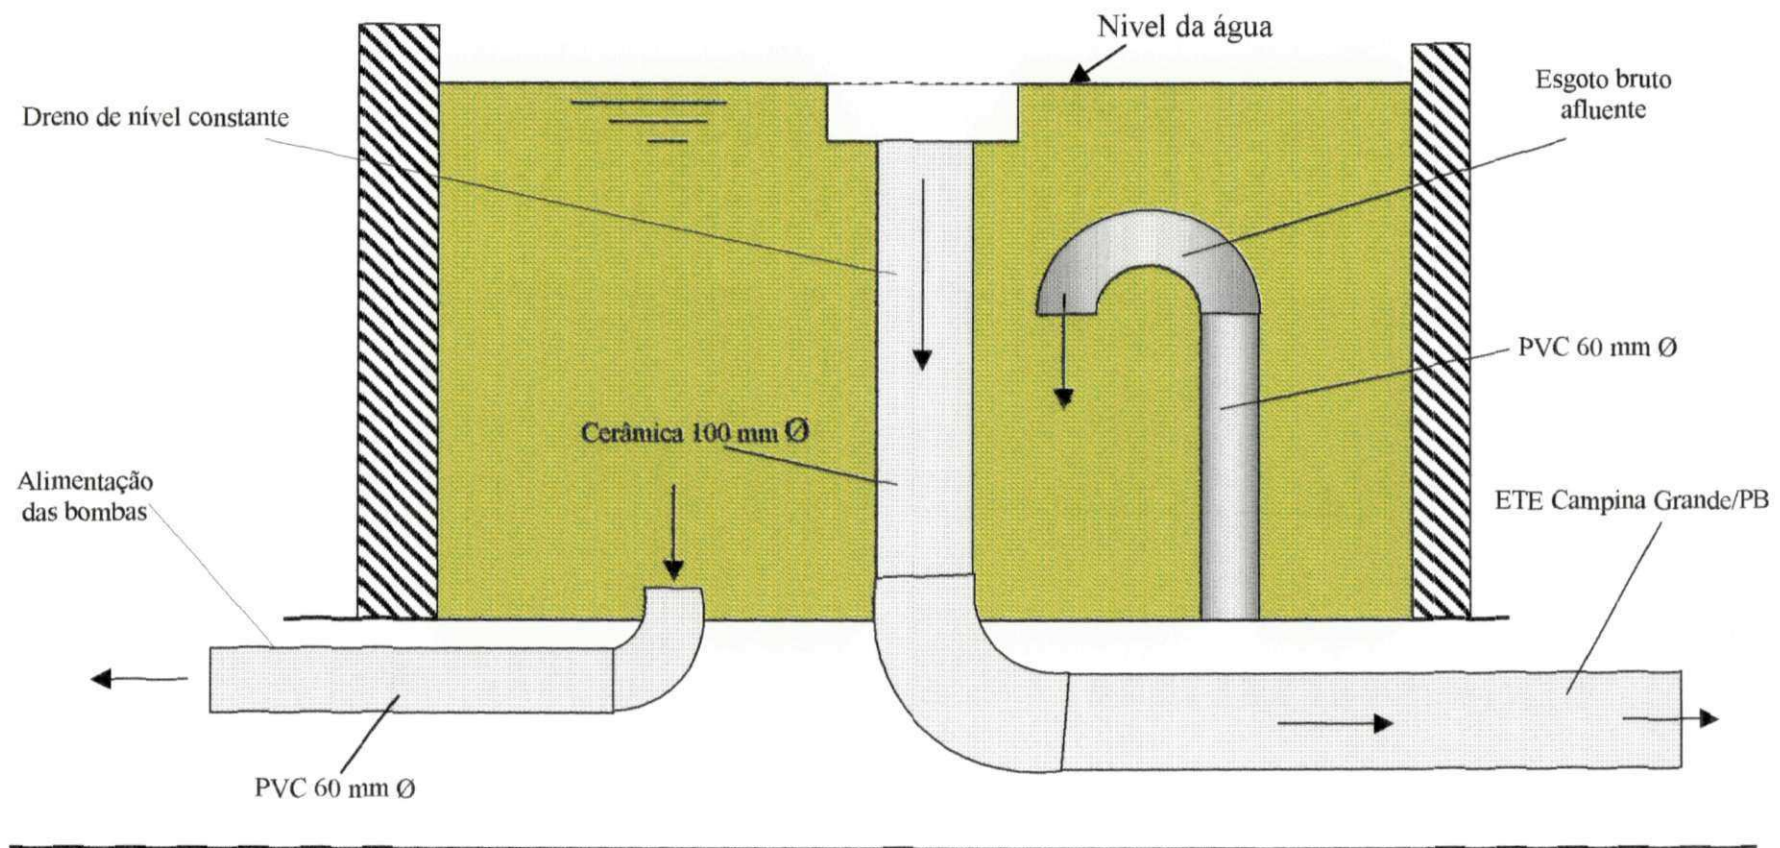 Nivel da água
Esgoto bruto
afluente
Dreno de nível constante
PVC 60 mm Ø
Cerâmica 100 mm Ø
Alimentação
das bombas
ETE Campina Grande/PB
PVC 60 mm Ø